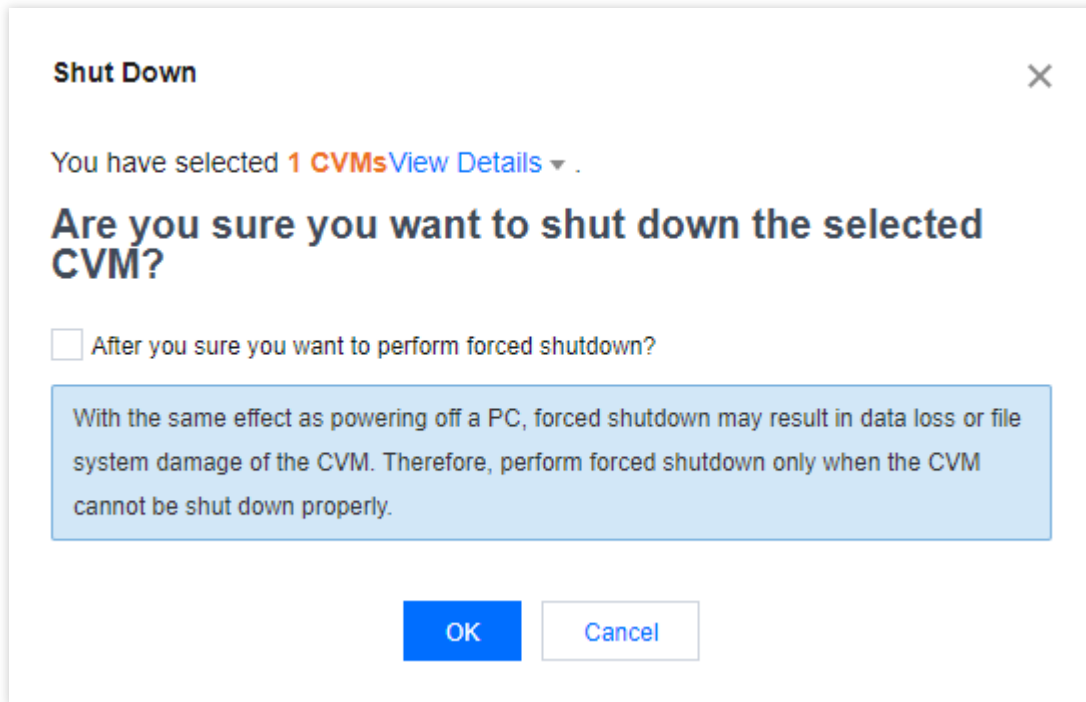 Shut Down
You have selected 1 CVMsView Details .
Are you sure you want to shut down the selected
CVM?
After you sure you want to perform forced shutdown?
With the same effect as powering off a PC, forced shutdown may result in data loss or file
system damage of the CVM. Therefore, perform forced shutdown only when the CVM
cannot be shut down properly.
OK
Cancel